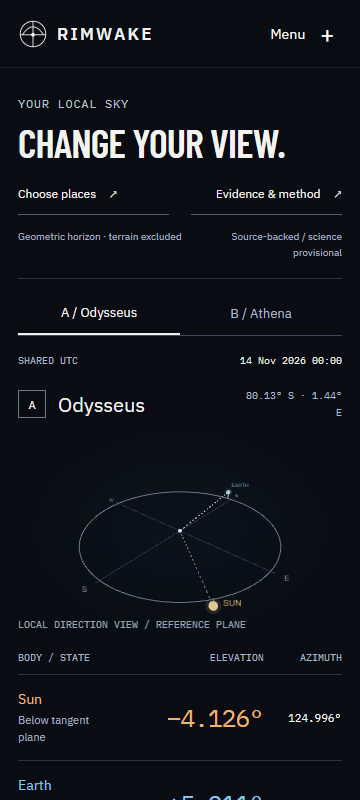 RIMWAKE
Menu +
YOUR LOCAL SKY
CHANGE YOUR VIEW.
Choose places ↗
Evidence & method ↗
Geometric horizon · terrain excluded
Source-backed / science
provisional
A / Odysseus
B / Athena
SHARED UTC
14 Nov 2026 00:00
A
Odysseus
80.13° S · 1.44°
E
EARTH
W
N
S
E
SUN
LOCAL DIRECTION VIEW / REFERENCE PLANE
BODY / STATE
ELEVATION
AZIMUTH
Sun
Below tangent
plane
−4.126°
124.996°
Earth